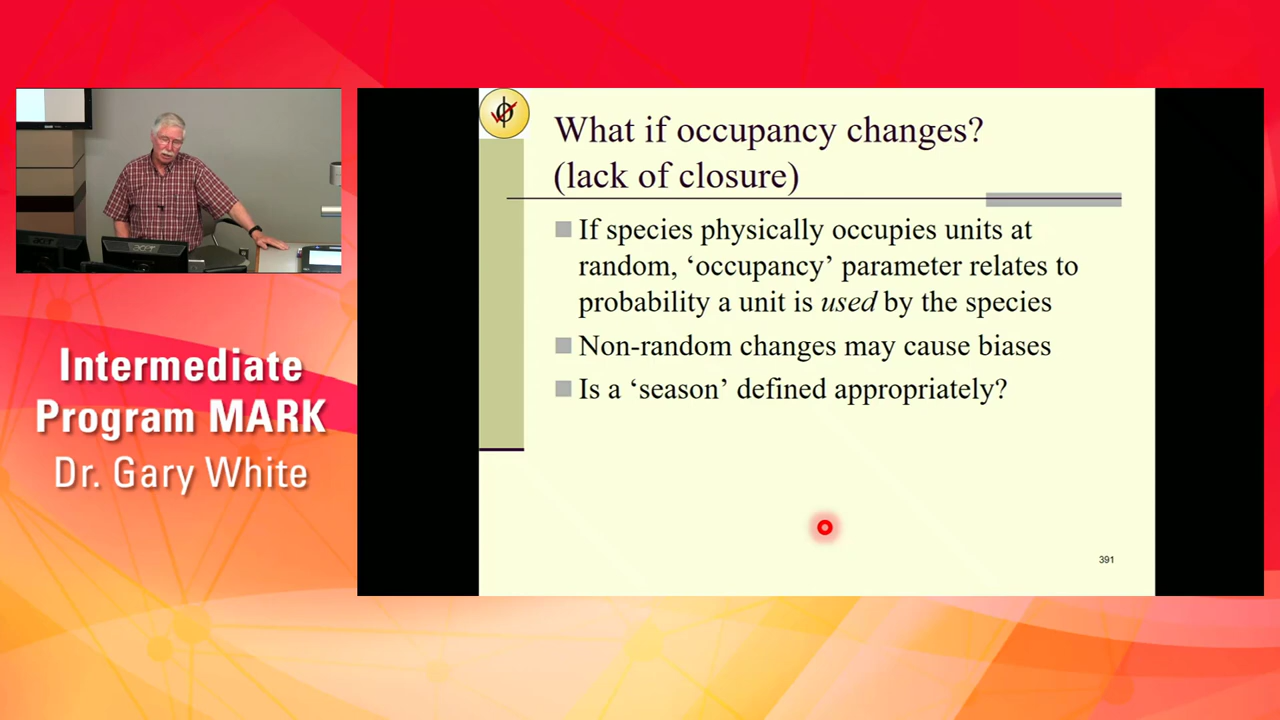 What if occupancy changes?
(lack of closure)
If species physically occupies units at
random, ‘occupancy’ parameter relates to
probability a unit is used by the species
Non-random changes may cause biases
Is a ‘season’ defined appropriately?
391
Intermediate
Program MARK
Dr. Gary White